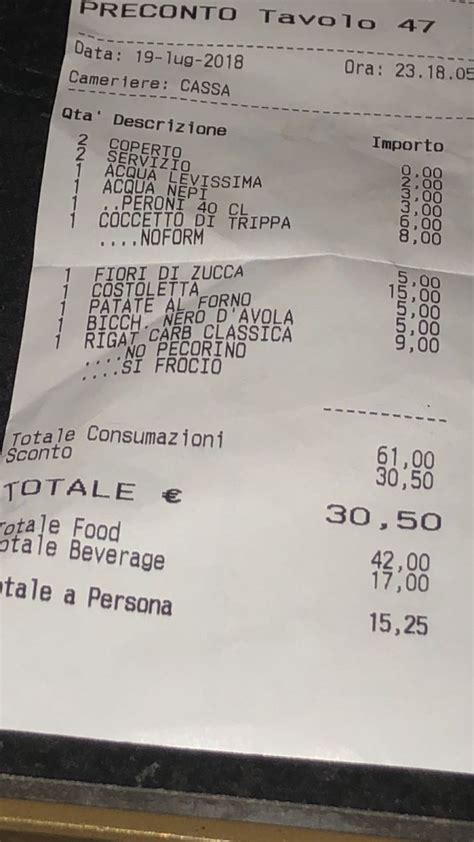 PRECONTO Tavolo 47
Data: 19-lug-2018 Ora: 23.18.05
Cameriere: CASSA
Qta' Descrizione Importo
2 COPERTO 0,00
2 SERVIZIO 2,00
1 ACQUA LEVISSIMA 3,00
1 ACQUA NEPI 3,00
1 ..PERONI 40 CL 6,00
1 COCCETTO DI TRIPPA 8,00
....NOFORM
1 FIORI DI ZUCCA 5,00
1 COSTOLETTA 15,00
1 PATATE AL FORNO 5,00
1 BICCH. NERO D'AVOLA 5,00
1 RIGAT CARB CLASSICA 9,00
....NO PECORINO
....SI FROCIO
Totale Consumazioni 61,00
Sconto 30,50
TOTALE € 30,50
Totale Food 42,00
otale Beverage 17,00
otale a Persona 15,25